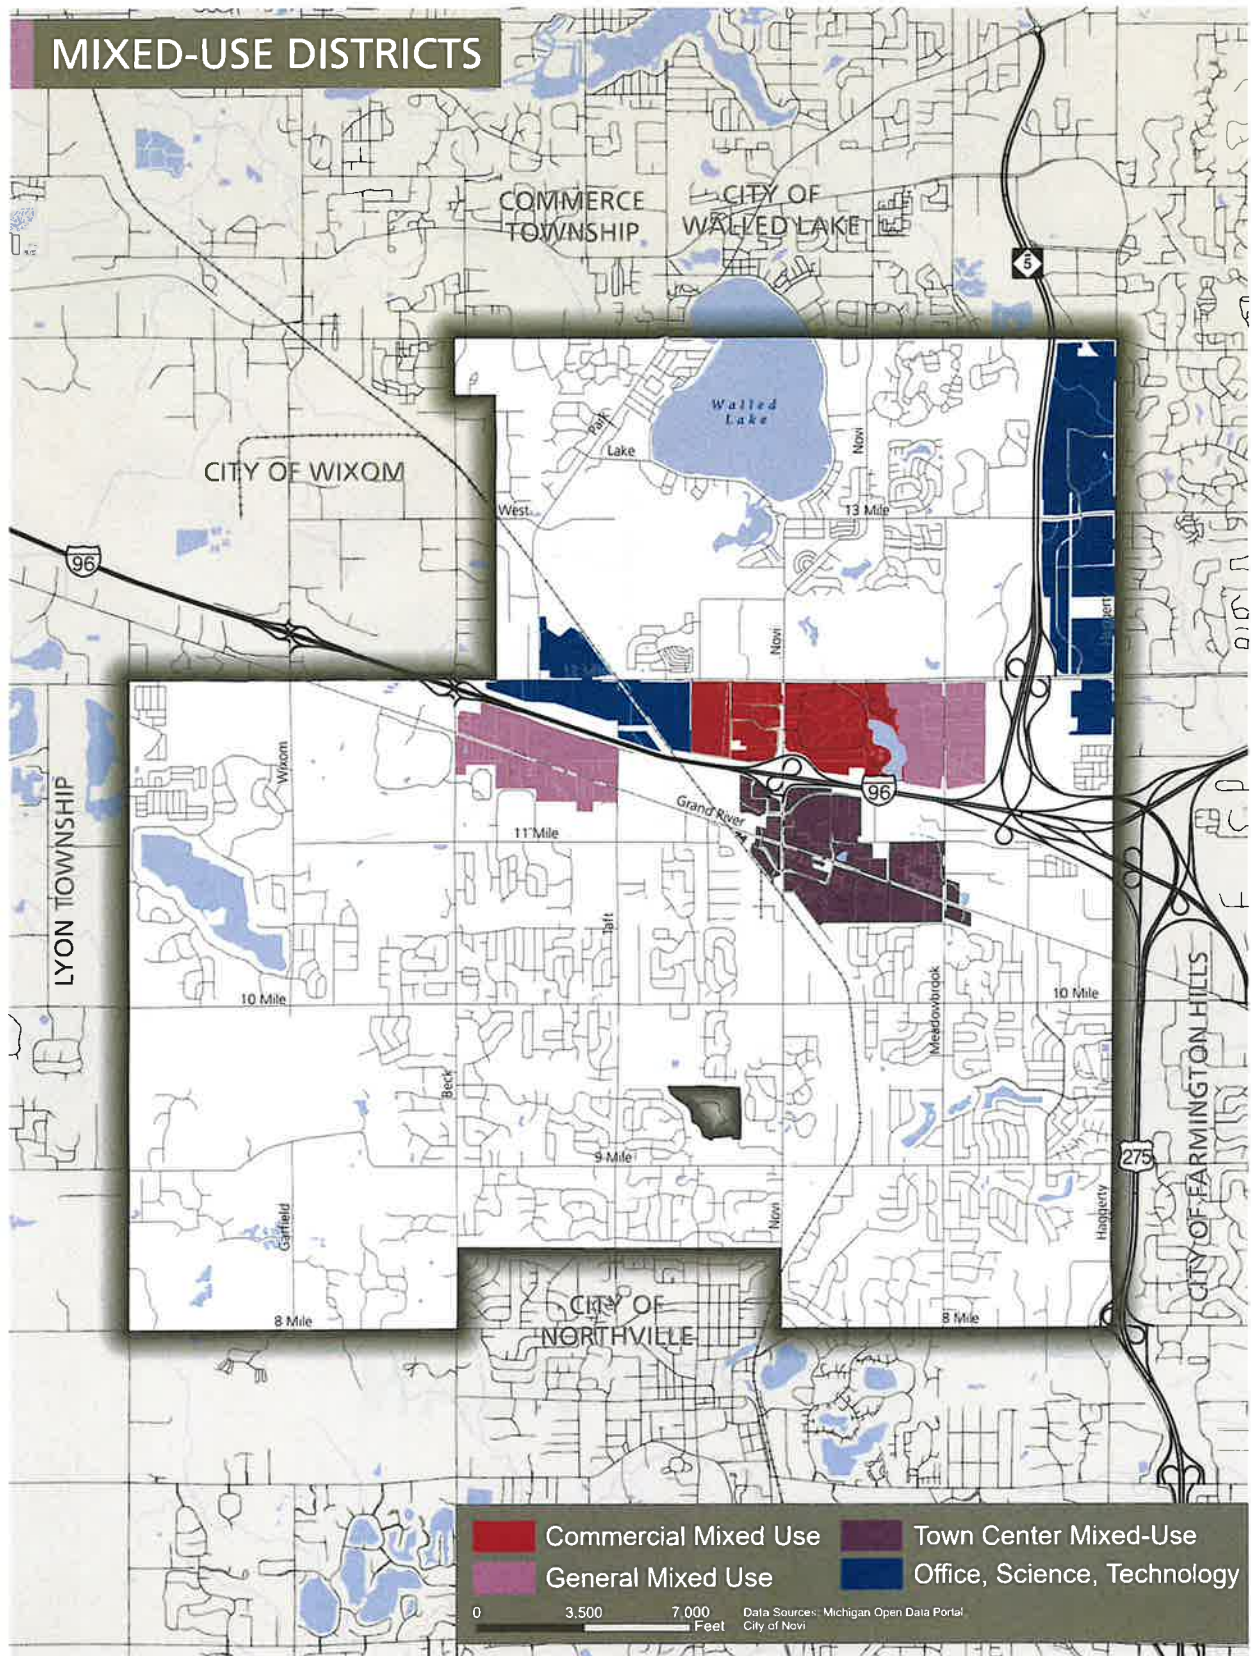 MIXED-USE DISTRICTS
COMMERCE
TOWNSHIP
CITY OF
WALLED LAKE
5
Walled
Lake
Park
Lake
Novi
CITY OF WIXOM
West
13 Mile
96
Novi
12 Mile
Wixom
LYON TOWNSHIP
Grand River
96
11 Mile
Taft
10 Mile
Meadowbrook
10 Mile
Beck
9 Mile
275
CITY OF FARMINGTON HILLS
Garfield
Novi
Haggerty
8 Mile
CITY OF
NORTHVILLE
8 Mile
Commercial Mixed Use
General Mixed Use
Town Center Mixed-Use
Office, Science, Technology
0 3,500 7,000
Feet
Data Sources: Michigan Open Data Portal,
City of Novi